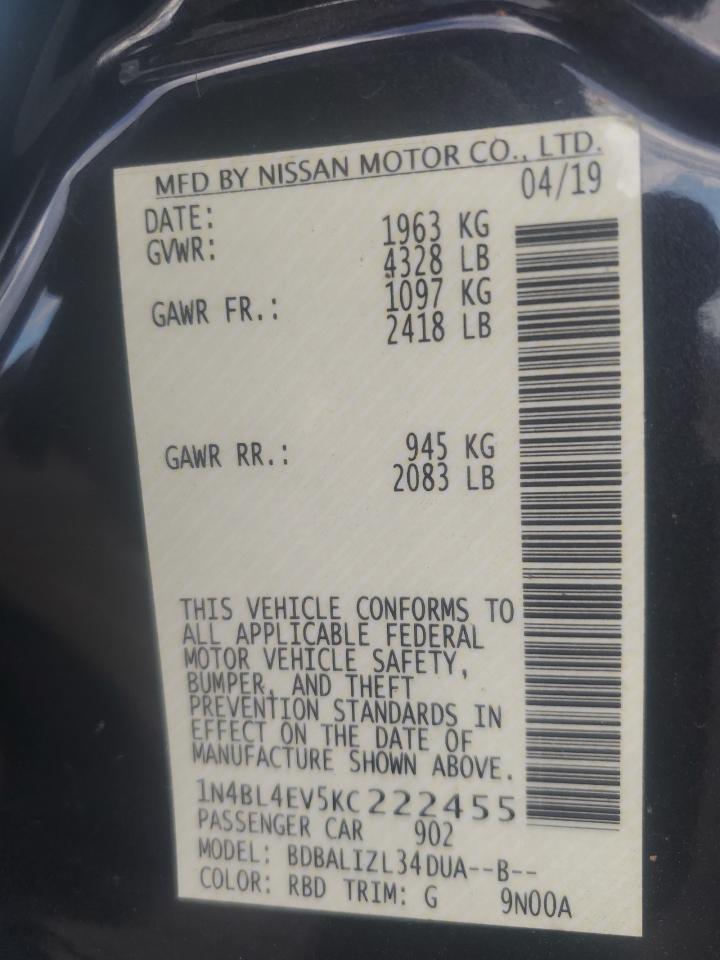 MFD BY NISSAN MOTOR CO., LTD.
DATE: 04/19
GVWR: 1963 KG
4328 LB
GAWR FR.: 1097 KG
2418 LB
GAWR RR.: 945 KG
2083 LB
THIS VEHICLE CONFORMS TO
ALL APPLICABLE FEDERAL
MOTOR VEHICLE SAFETY,
BUMPER, AND THEFT
PREVENTION STANDARDS IN
EFFECT ON THE DATE OF
MANUFACTURE SHOWN ABOVE.
1N4BL4EV5KC222455
PASSENGER CAR 902
MODEL: BDBALIZL34DUA--B--
COLOR: RBD TRIM: G 9N00A